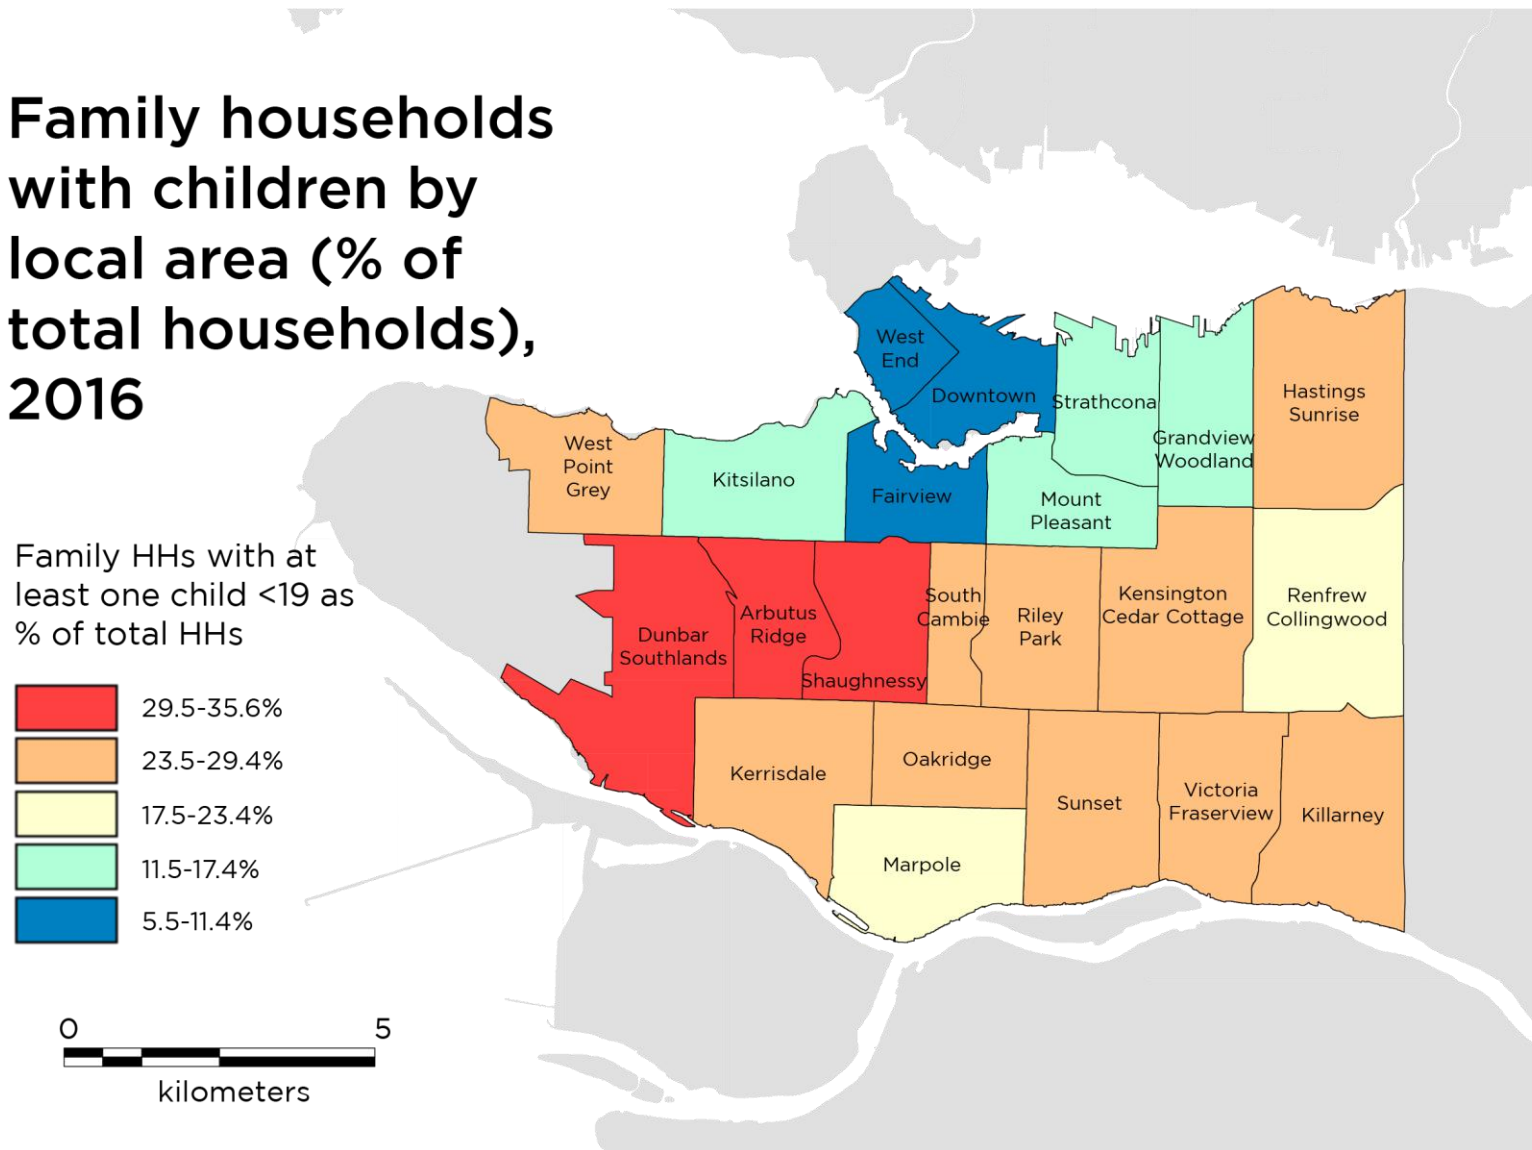 Family households
with children by
local area (% of
total households),
2016
Family HHs with at
least one child <19 as
% of total HHs
29.5-35.6%
23.5-29.4%
17.5-23.4%
11.5-17.4%
5.5-11.4%
0 5
kilometers
West
End
Downtown
Strathcona
Grandview
Woodland
Hastings
Sunrise
West
Point
Grey
Kitsilano
Fairview
Mount
Pleasant
Dunbar
Southlands
Arbutus
Ridge
Shaughnessy
South
Cambie
Riley
Park
Kensington
Cedar Cottage
Renfrew
Collingwood
Kerrisdale
Oakridge
Marpole
Sunset
Victoria
Fraserview
Killarney